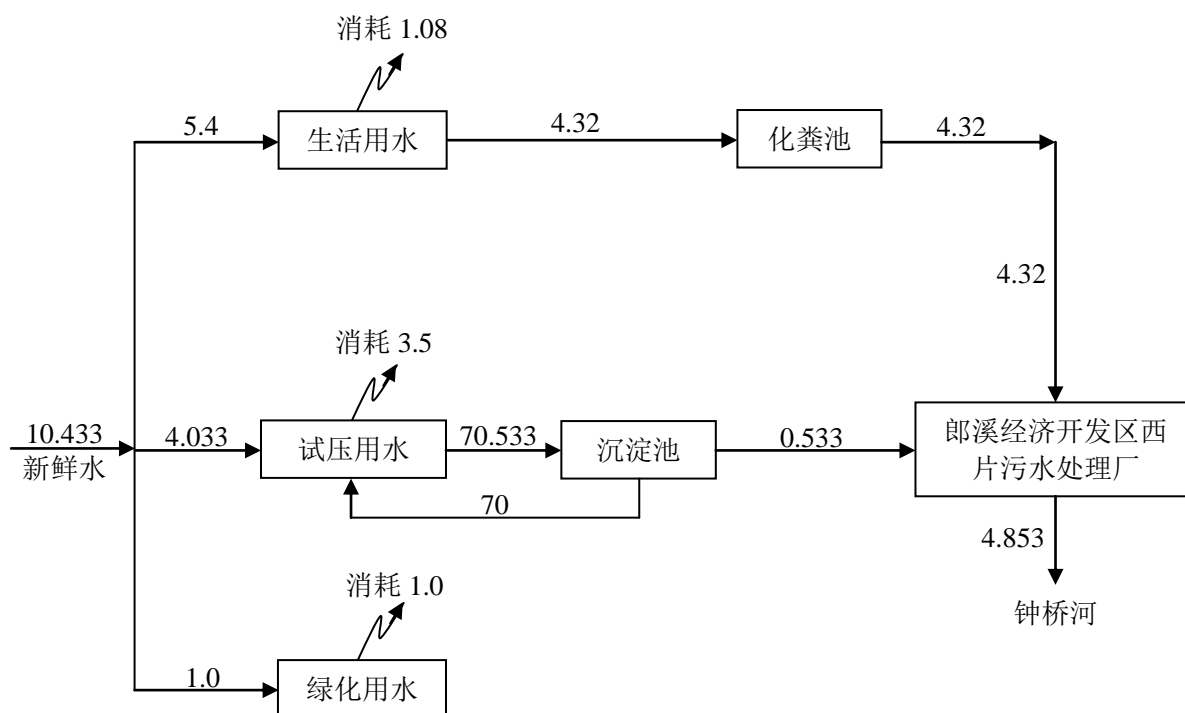 消耗 1.08
5.4
生活用水
4.32
化粪池
4.32
4.32
消耗 3.5
10.433
新鲜水
4.033
试压用水
70.533
沉淀池
0.533
郎溪经济开发区西
片污水处理厂
70
4.853
钟桥河
消耗 1.0
1.0
绿化用水